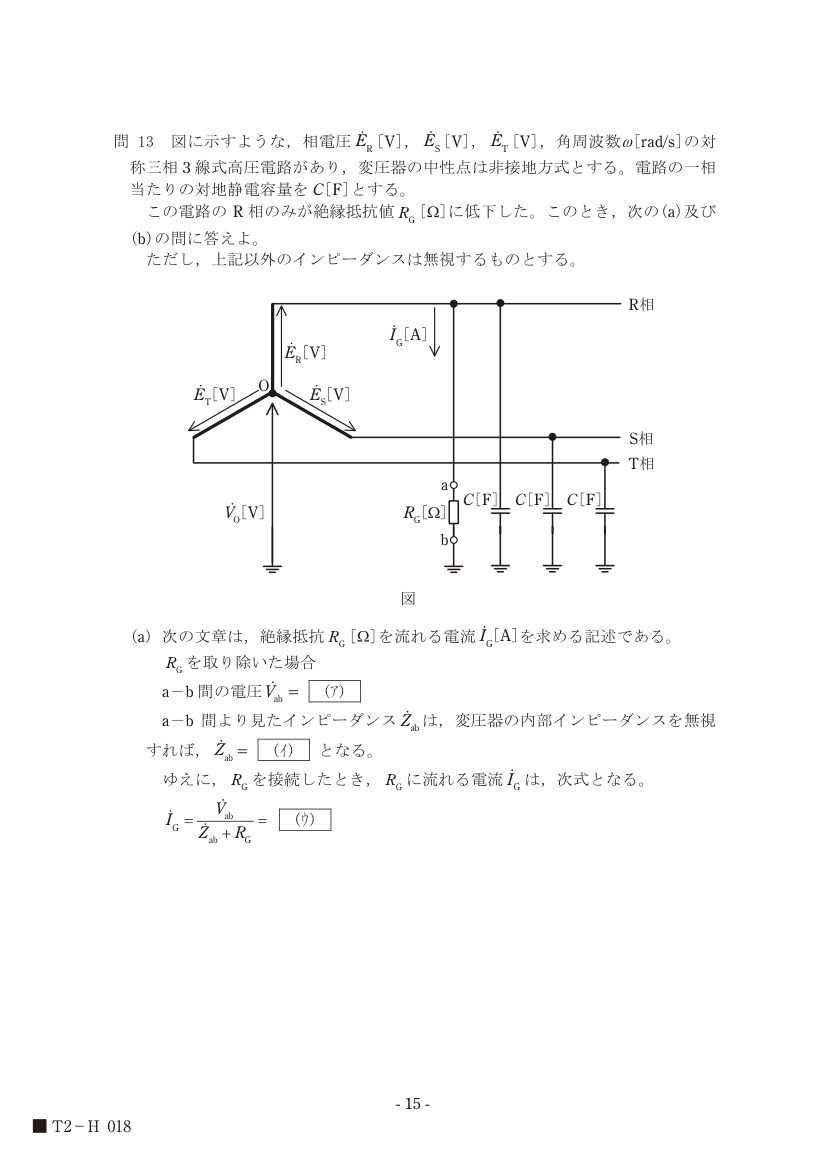 問 13 図に示すような，相電圧 Ė_R [V]， Ė_S [V]， Ė_T [V]，角周波数ω[rad/s]の対
称三相 3 線式高圧電路があり，変圧器の中性点は非接地方式とする。電路の一相
当たりの対地静電容量を C[F]とする。
この電路の R 相のみが絶縁抵抗値 R_G [Ω]に低下した。このとき，次の(a)及び
(b)の問に答えよ。
ただし，上記以外のインピーダンスは無視するものとする。
R相
İ_G[A]
Ė_R[V]
Ė_T[V]
O
Ė_S[V]
S相
T相
a
C[F]
C[F]
C[F]
V̇_O[V]
R_G[Ω]
b
図
(a) 次の文章は，絶縁抵抗 R_G [Ω]を流れる電流 İ_G[A]を求める記述である。
R_G を取り除いた場合
a－b 間の電圧 V̇_ab = (ア)
a－b 間より見たインピーダンス Ż_ab は，変圧器の内部インピーダンスを無視
すれば， Ż_ab = (イ) となる。
ゆえに， R_G を接続したとき， R_G に流れる電流 İ_G は，次式となる。
İ_G = V̇_ab / (Ż_ab + R_G) = (ウ)
- 15 -
■ T2－H 018